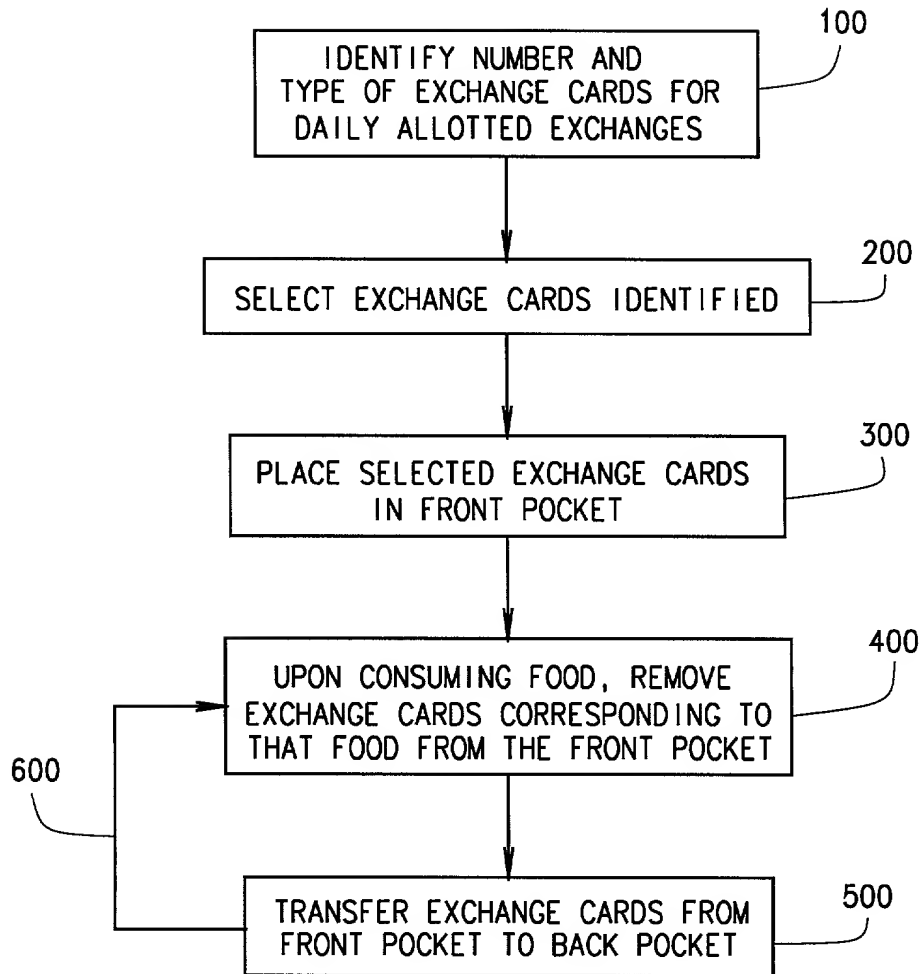 100
IDENTIFY NUMBER AND
TYPE OF EXCHANGE CARDS FOR
DAILY ALLOTTED EXCHANGES
200
SELECT EXCHANGE CARDS IDENTIFIED
300
PLACE SELECTED EXCHANGE CARDS
IN FRONT POCKET
400
UPON CONSUMING FOOD, REMOVE
EXCHANGE CARDS CORRESPONDING TO
THAT FOOD FROM THE FRONT POCKET
600
500
TRANSFER EXCHANGE CARDS FROM
FRONT POCKET TO BACK POCKET